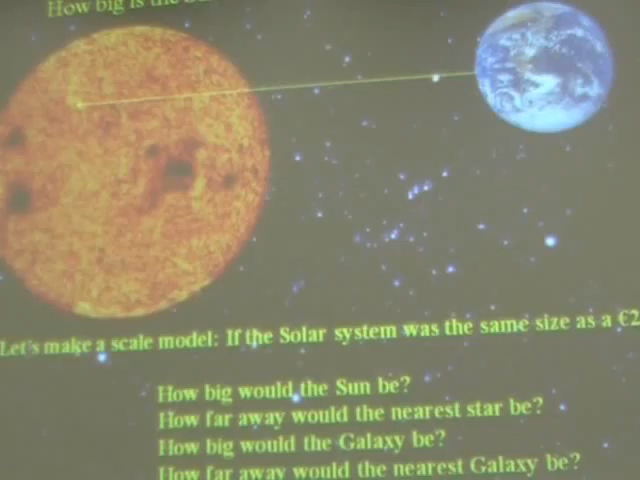 How big is the
Let's make a scale model: If the Solar system was the same size as a €2
How big would the Sun be?
How far away would the nearest star be?
How big would the Galaxy be?
How far away would the nearest Galaxy be?